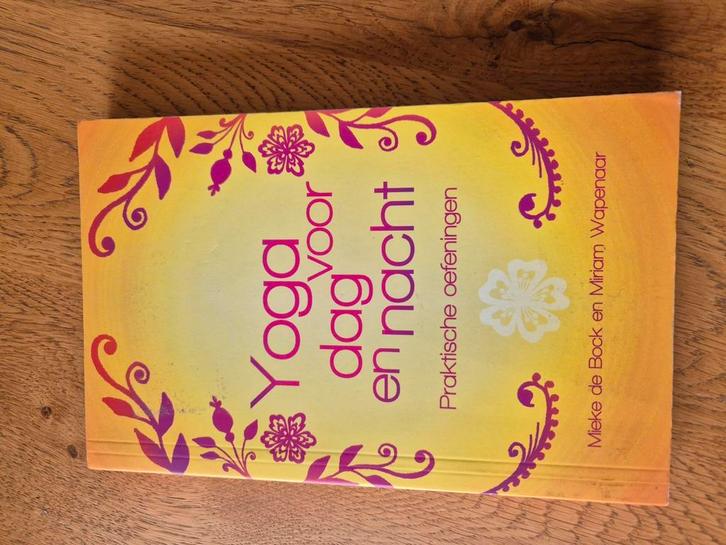 Yoga
voor
dag
en nacht
Praktische oefeningen
Mieke de Bock en Miriam Wapenaar